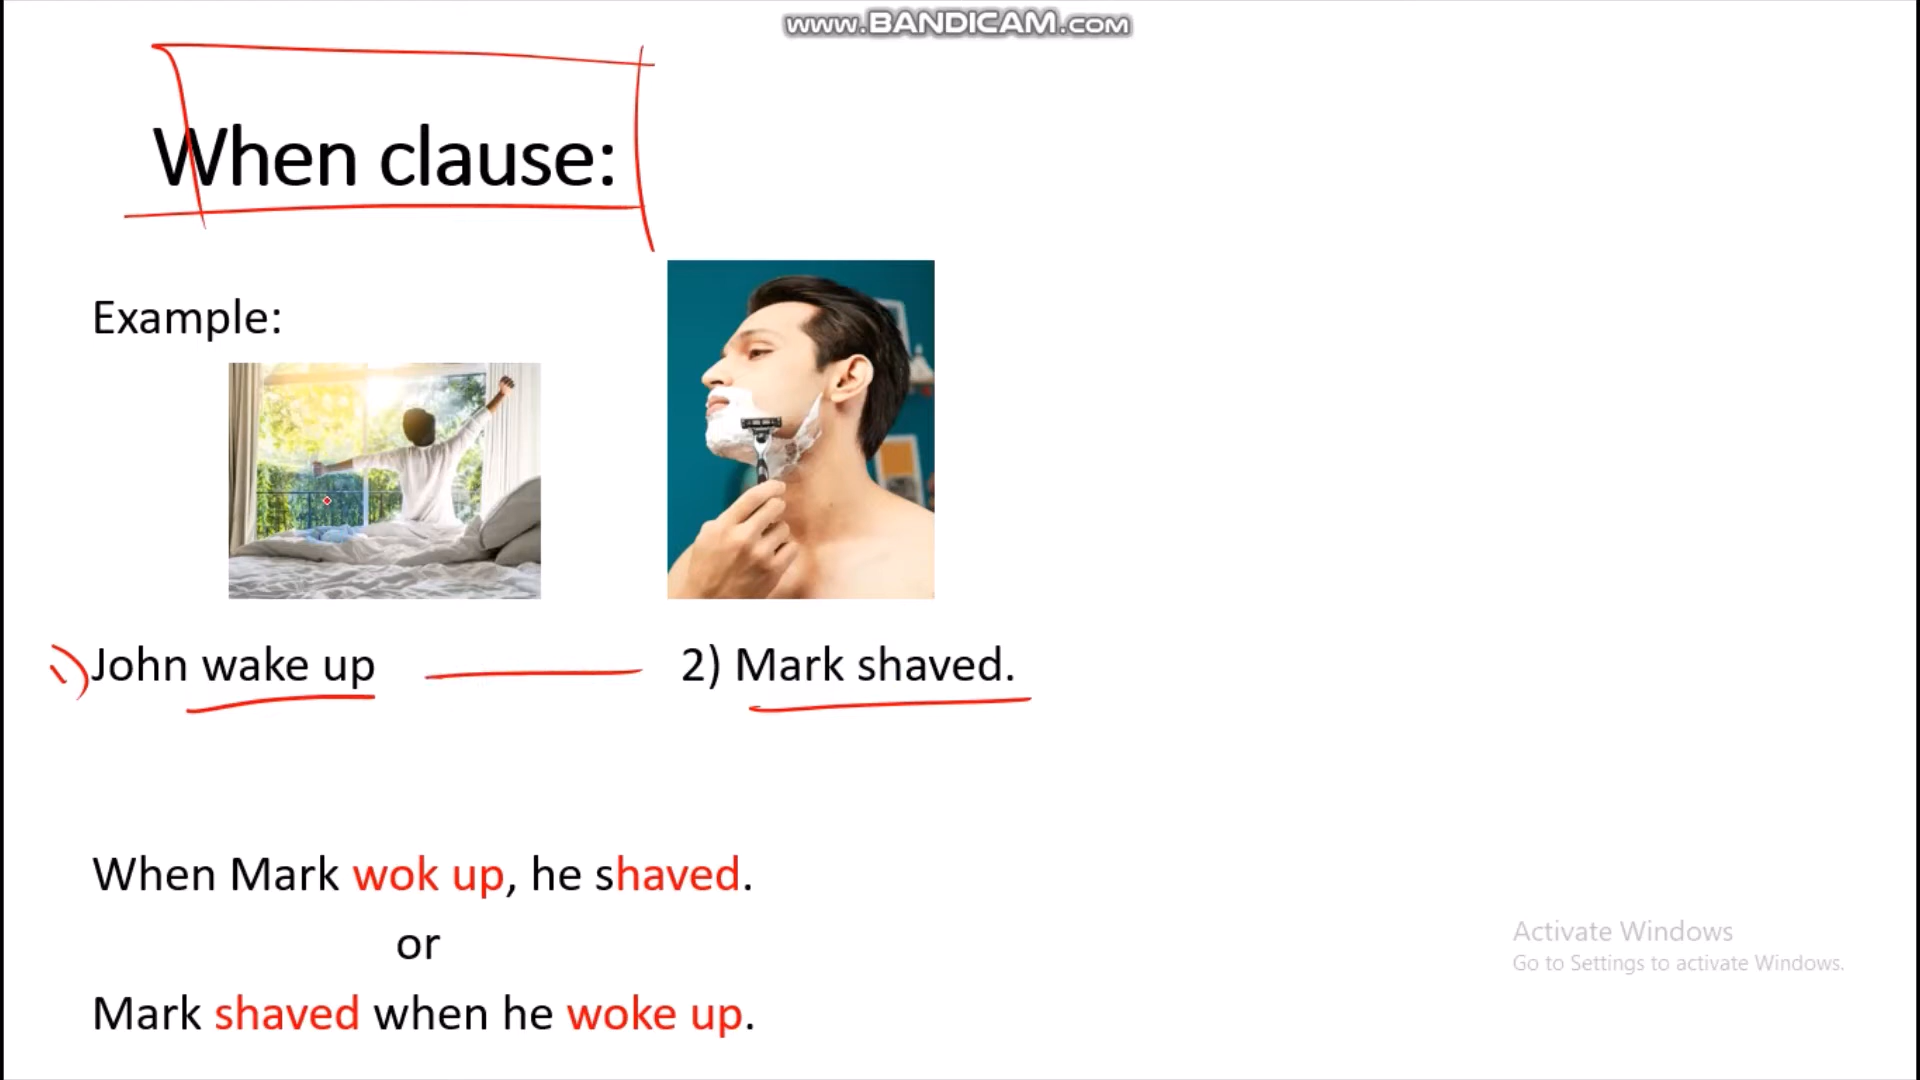 www.BANDICAM.com
When clause:
Example:
1) John wake up
2) Mark shaved.
When Mark wok up, he shaved.
or
Mark shaved when he woke up.
Activate Windows
Go to Settings to activate Windows.